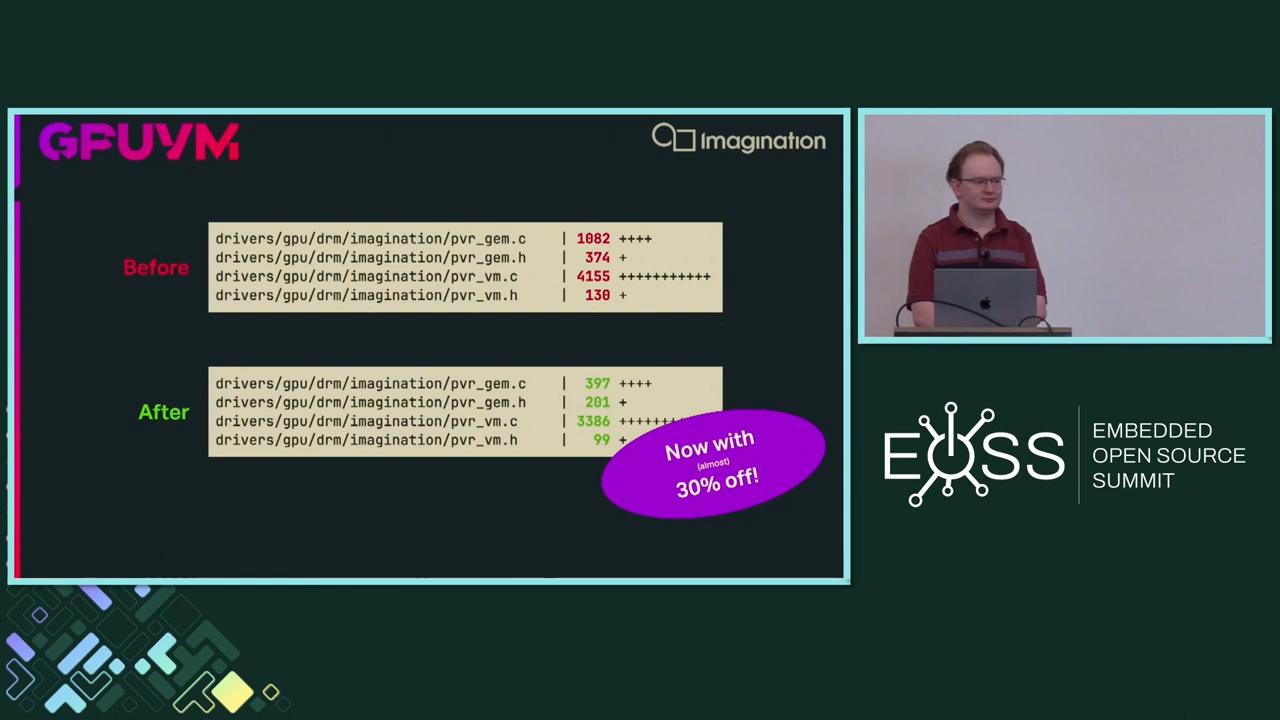 GPUVM
Imagination
Before
drivers/gpu/drm/imagination/pvr_gem.c | 1082 ++++
drivers/gpu/drm/imagination/pvr_gem.h | 374 +
drivers/gpu/drm/imagination/pvr_vm.c | 4155 +++++++++++
drivers/gpu/drm/imagination/pvr_vm.h | 130 +
After
drivers/gpu/drm/imagination/pvr_gem.c | 397 ++++
drivers/gpu/drm/imagination/pvr_gem.h | 201 +
drivers/gpu/drm/imagination/pvr_vm.c | 3386 +++++++++
drivers/gpu/drm/imagination/pvr_vm.h | 99 +
Now with
(almost)
30% off!
EOSS
EMBEDDED
OPEN SOURCE
SUMMIT